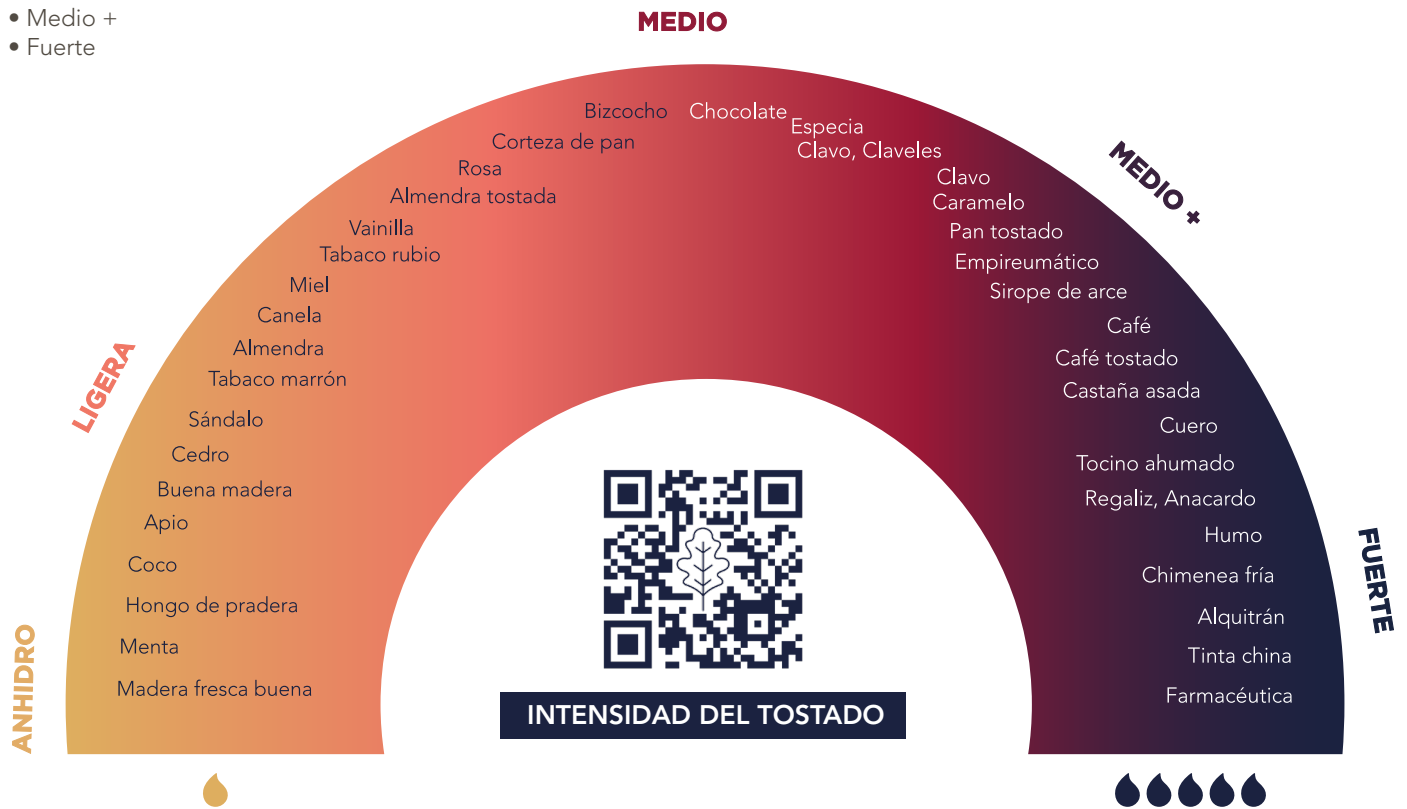 • Medio +
• Fuerte
MEDIO
MEDIO +
LIGERA
FUERTE
ANHIDRO
Bizcocho
Corteza de pan
Rosa
Almendra tostada
Vainilla
Tabaco rubio
Miel
Canela
Almendra
Tabaco marrón
Sándalo
Cedro
Buena madera
Apio
Coco
Hongo de pradera
Menta
Madera fresca buena
Chocolate
Especia
Clavo, Claveles
Clavo
Caramelo
Pan tostado
Empireumático
Sirope de arce
Café
Café tostado
Castaña asada
Cuero
Tocino ahumado
Regaliz, Anacardo
Humo
Chimenea fría
Alquitrán
Tinta china
Farmacéutica
INTENSIDAD DEL TOSTADO